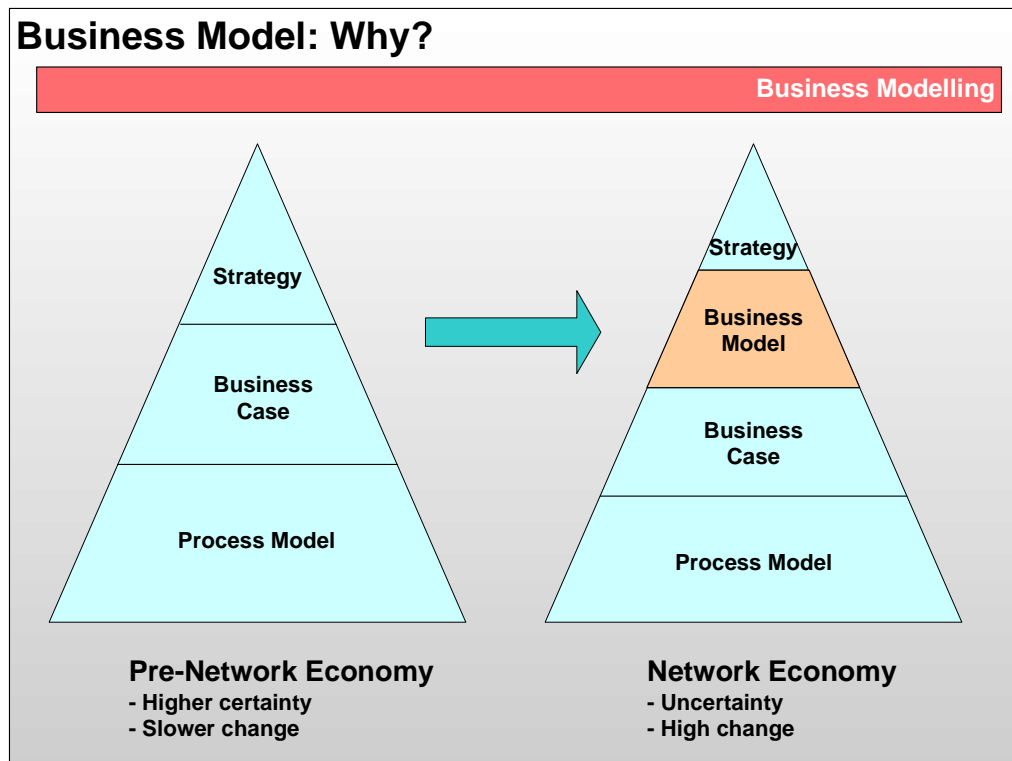 Business Model: Why?
Business Modelling
Strategy
Business
Case
Process Model
Strategy
Business
Model
Business
Case
Process Model
Pre-Network Economy
- Higher certainty
- Slower change
Network Economy
- Uncertainty
- High change